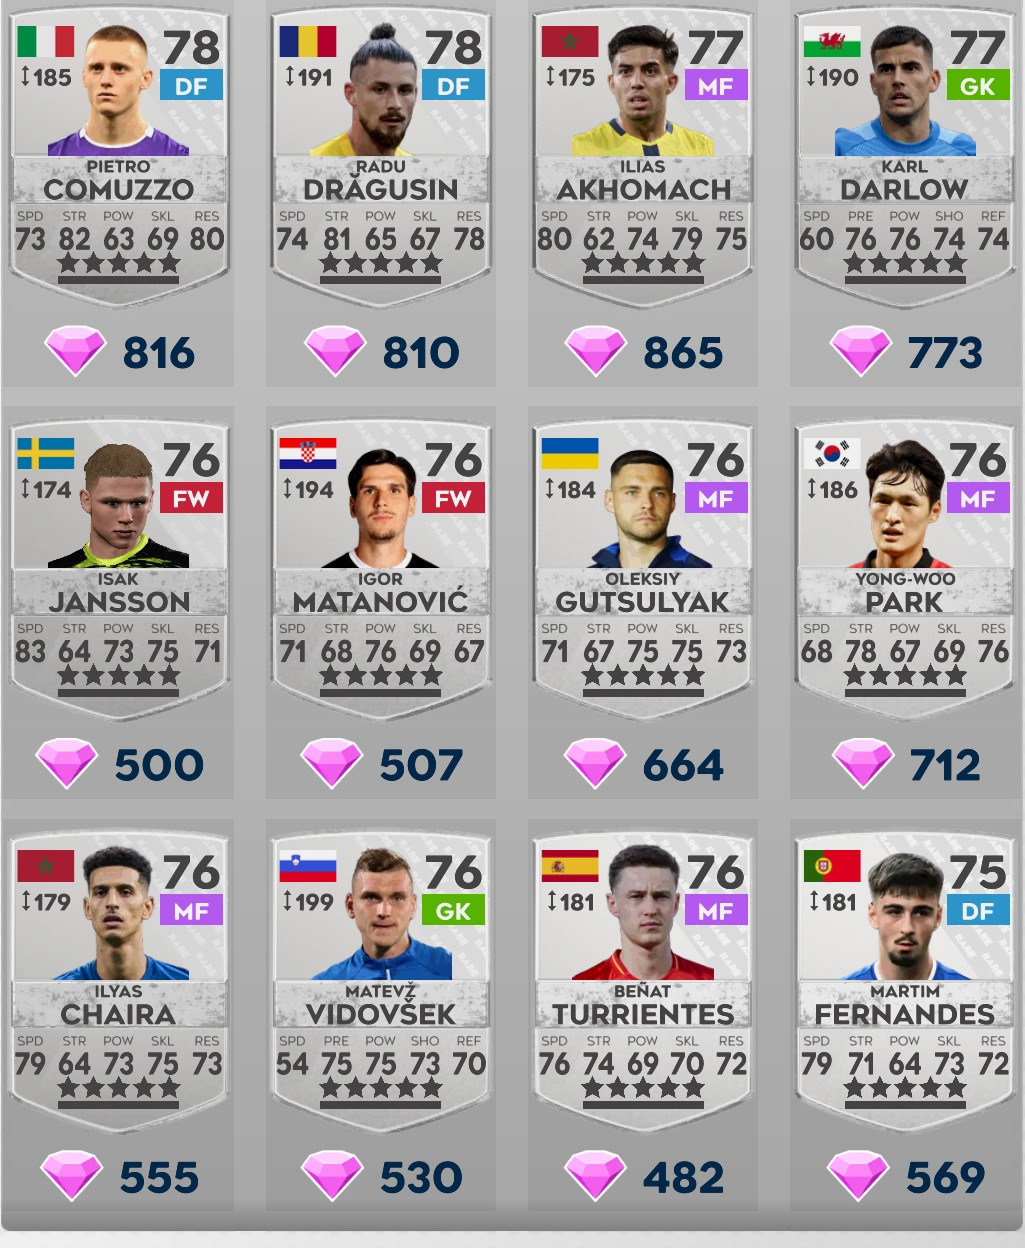 78
↕185
DF
PIETRO
COMUZZO
SPD STR POW SKL RES
73 82 63 69 80
816
78
↕191
DF
RADU
DRĂGUSIN
SPD STR POW SKL RES
74 81 65 67 78
810
77
↕175
MF
ILIAS
AKHOMACH
SPD STR POW SKL RES
80 62 74 79 75
865
77
↕190
GK
KARL
DARLOW
SPD PRE POW SHO REF
60 76 76 74 74
773
76
↕174
FW
ISAK
JANSSON
SPD STR POW SKL RES
83 64 73 75 71
500
76
↕194
FW
IGOR
MATANOVIĆ
SPD STR POW SKL RES
71 68 76 69 67
507
76
↕184
MF
OLEKSIY
GUTSULYAK
SPD STR POW SKL RES
71 67 75 75 73
664
76
↕186
MF
YONG-WOO
PARK
SPD STR POW SKL RES
68 78 67 69 76
712
76
↕179
MF
ILYAS
CHAIRA
SPD STR POW SKL RES
79 64 73 75 73
555
76
↕199
GK
MATEVŽ
VIDOVŠEK
SPD PRE POW SHO REF
54 75 75 73 70
530
76
↕181
MF
BEÑAT
TURRIENTES
SPD STR POW SKL RES
76 74 69 70 72
482
75
↕181
DF
MARTIM
FERNANDES
SPD STR POW SKL RES
79 71 64 73 72
569